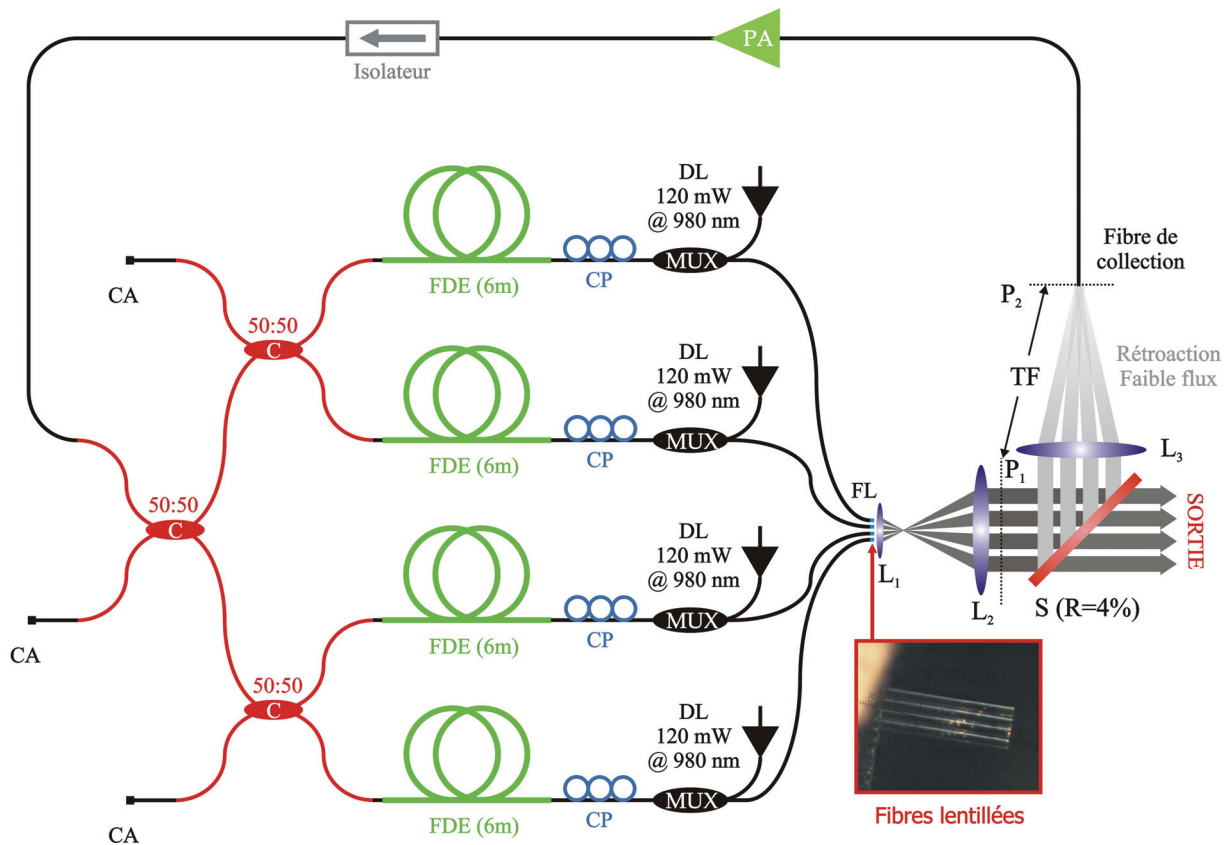 PA
Isolateur
DL
120 mW
@ 980 nm
CA
FDE (6m)
CP
MUX
50:50
C
DL
120 mW
@ 980 nm
FDE (6m)
CP
MUX
50:50
C
CA
DL
120 mW
@ 980 nm
FDE (6m)
CP
MUX
50:50
C
CA
DL
120 mW
@ 980 nm
FDE (6m)
CP
MUX
Fibre de
collection
P₂
TF
Rétroaction
Faible flux
L₃
P₁
FL
L₁
L₂
S (R=4%)
SORTIE
Fibres lentillées